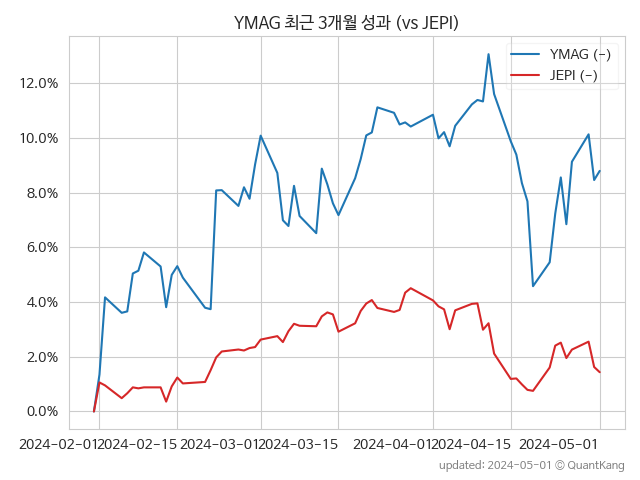 YMAG 최근 3개월 성과 (vs JEPI)
YMAG (-)
JEPI (-)
12.0%
10.0%
8.0%
6.0%
4.0%
2.0%
0.0%
2024-02-01 2024-02-15 2024-03-01 2024-03-15 2024-04-01 2024-04-15 2024-05-01
updated: 2024-05-01 © QuantKang